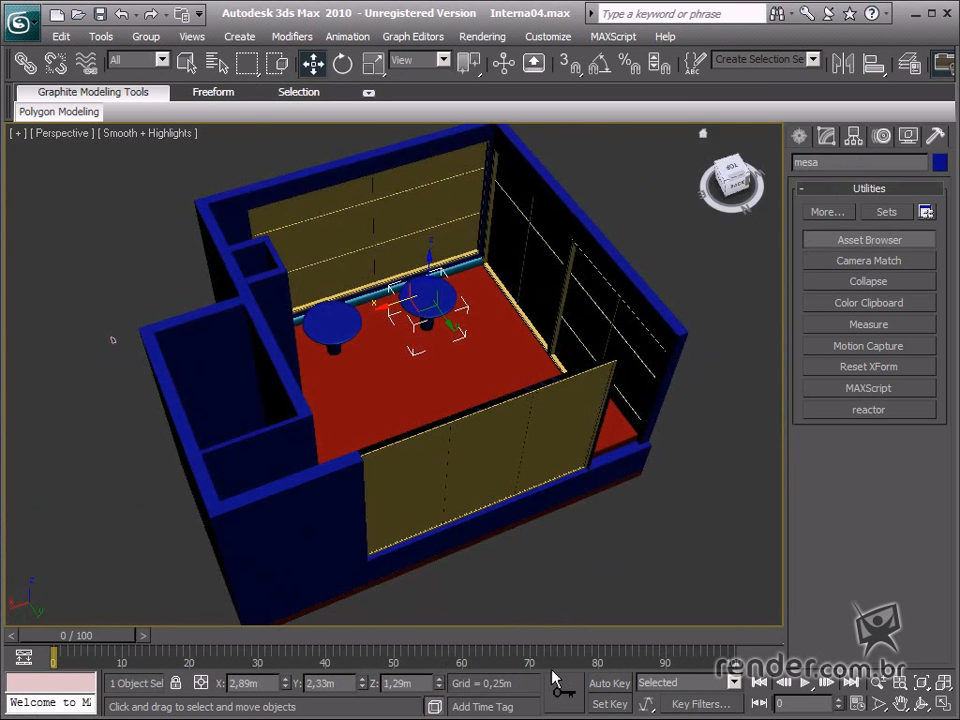 Autodesk 3ds Max 2010 - Unregistered Version Interna04.max
Type a keyword or phrase
Edit Tools Group Views Create Modifiers Animation Graph Editors Rendering Customize MAXScript Help
All View Create Selection Se
Graphite Modeling Tools Freeform Selection
Polygon Modeling
[ + ] [ Perspective ] [ Smooth + Highlights ]
mesa
TOP
BACK
Utilities
More... Sets
Asset Browser
Camera Match
Collapse
Color Clipboard
Measure
Motion Capture
Reset XForm
MAXScript
reactor
z
x
z
x y
0 / 100
0 10 20 30 40 50 60 70 80 90
render.com.br
1 Object Sel X: 2,89m Y: 2,33m Z: 1,29m Grid = 0,25m Auto Key Selected
Welcome to M
Click and drag to select and move objects Add Time Tag Set Key Key Filters... 0